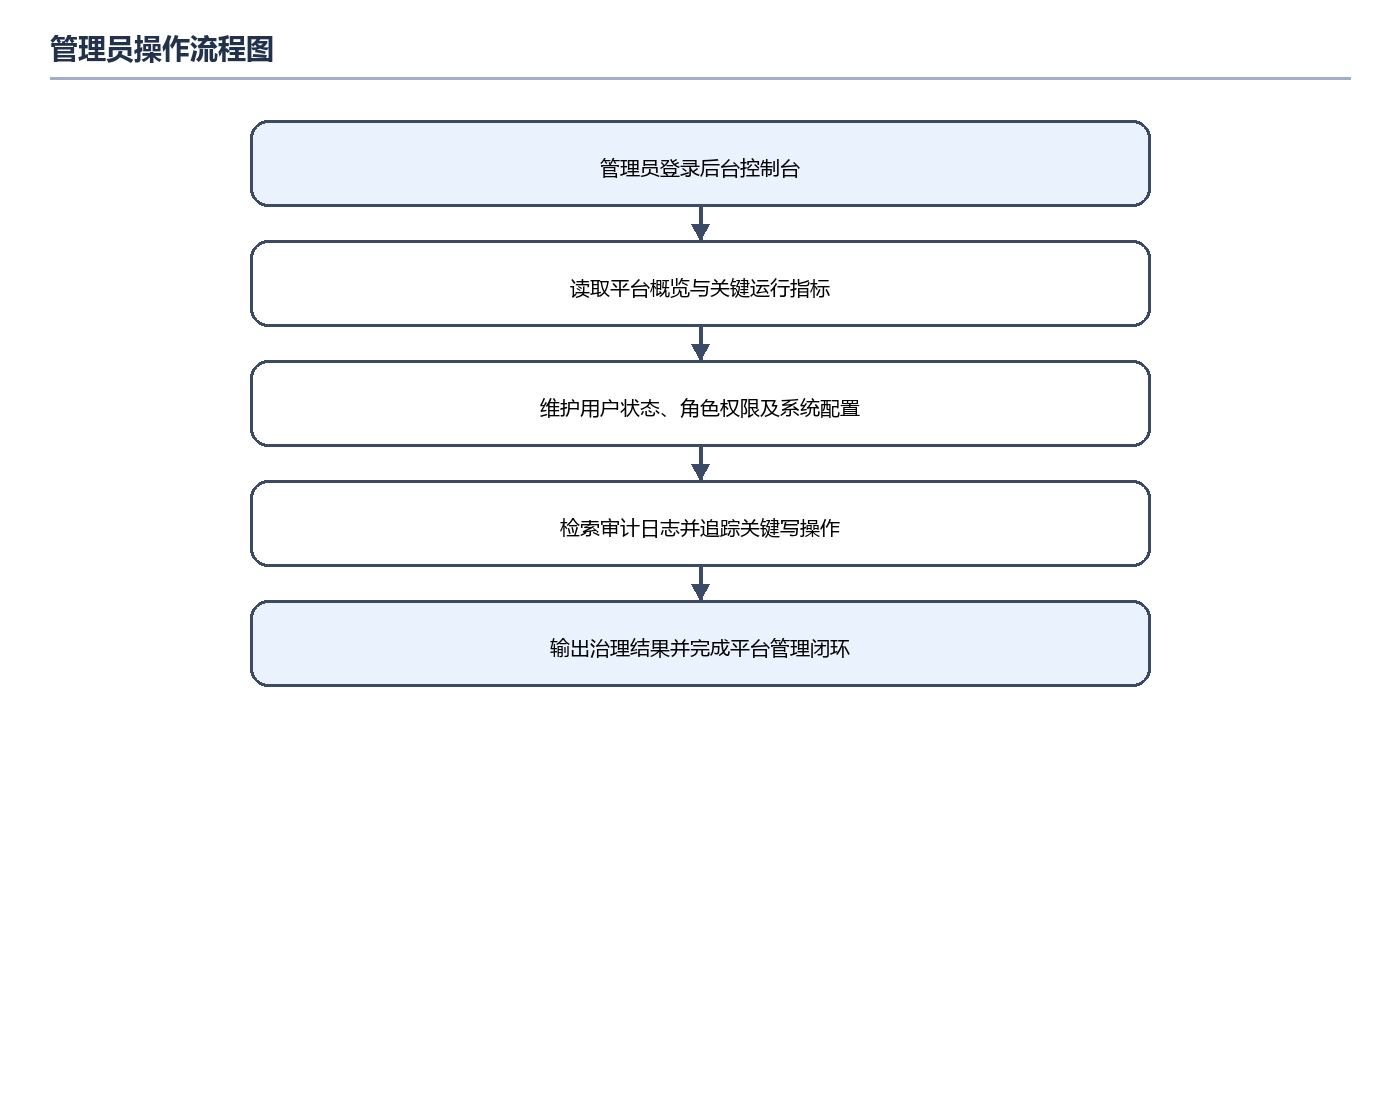 管理员操作流程图
管理员登录后台控制台
读取平台概览与关键运行指标
维护用户状态、角色权限及系统配置
检索审计日志并追踪关键写操作
输出治理结果并完成平台管理闭环